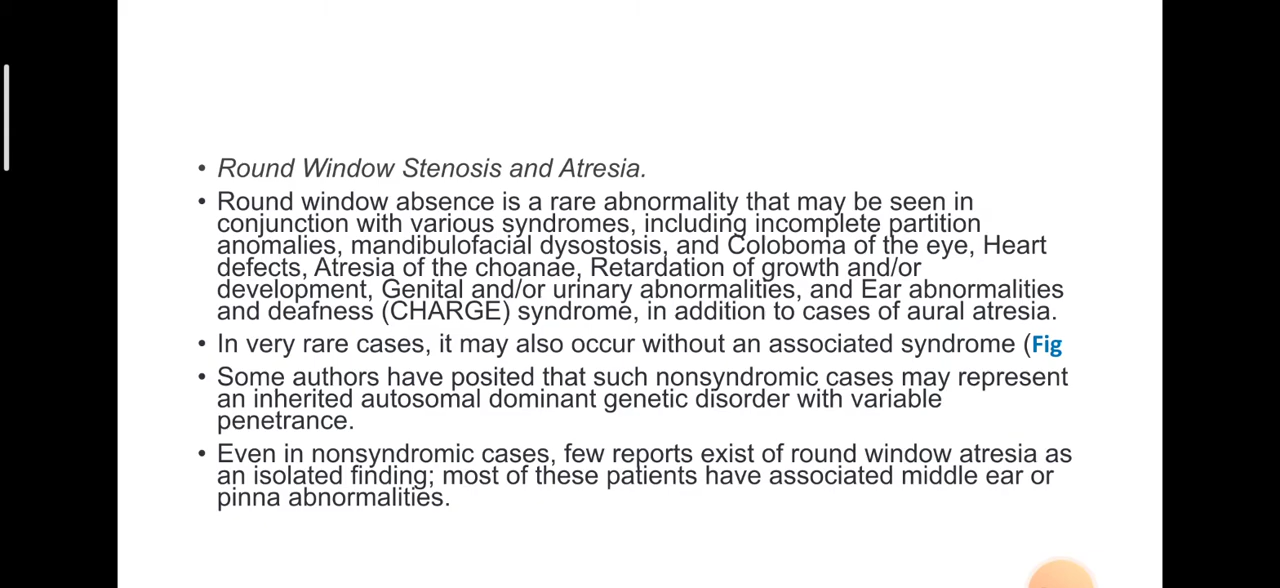 • Round Window Stenosis and Atresia.
• Round window absence is a rare abnormality that may be seen in
conjunction with various syndromes, including incomplete partition
anomalies, mandibulofacial dysostosis, and Coloboma of the eye, Heart
defects, Atresia of the choanae, Retardation of growth and/or
development, Genital and/or urinary abnormalities, and Ear abnormalities
and deafness (CHARGE) syndrome, in addition to cases of aural atresia.
• In very rare cases, it may also occur without an associated syndrome (Fig
• Some authors have posited that such nonsyndromic cases may represent
an inherited autosomal dominant genetic disorder with variable
penetrance.
• Even in nonsyndromic cases, few reports exist of round window atresia as
an isolated finding; most of these patients have associated middle ear or
pinna abnormalities.